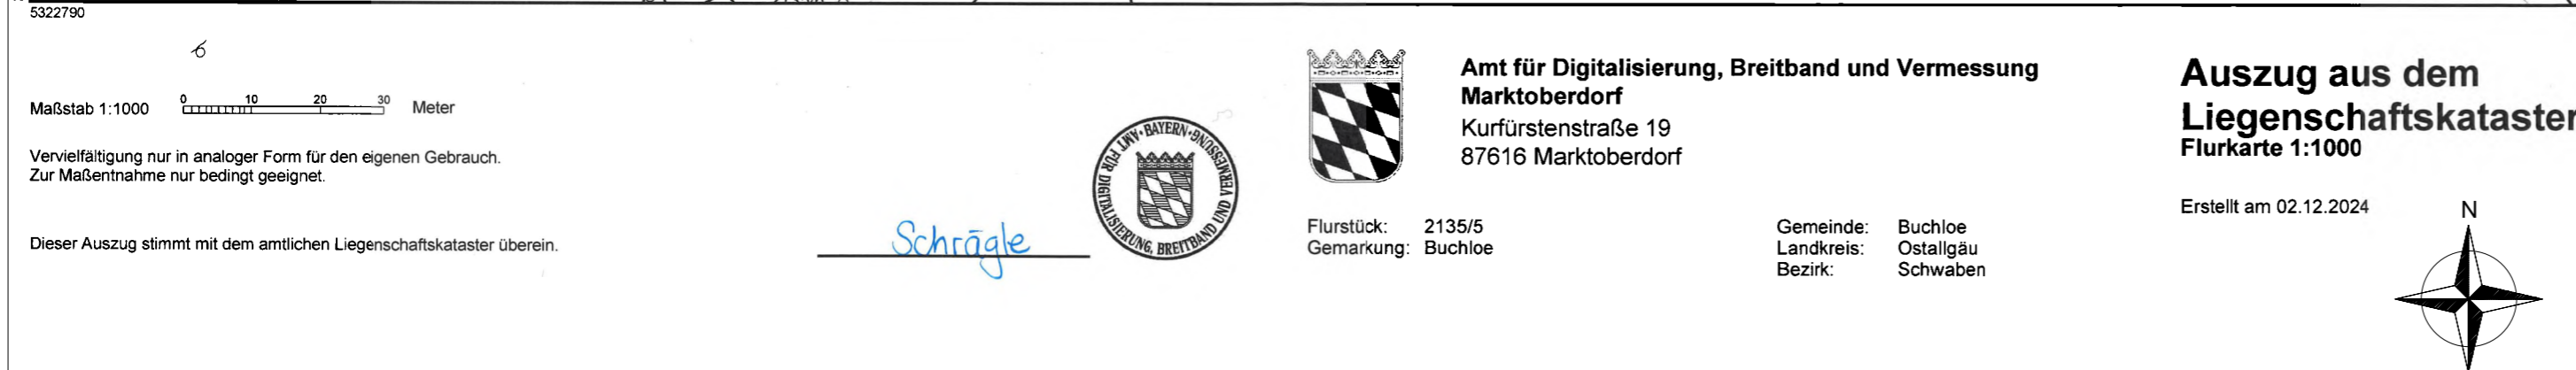 5322790
6
Maßstab 1:1000 0 10 20 30 Meter
Vervielfältigung nur in analoger Form für den eigenen Gebrauch.
Zur Maßentnahme nur bedingt geeignet.
Dieser Auszug stimmt mit dem amtlichen Liegenschaftskataster überein.
Schrägle
AMT FÜR DIGITALISIERUNG, BREITBAND UND VERMESSUNG · BAYERN ·
Amt für Digitalisierung, Breitband und Vermessung
Marktoberdorf
Kurfürstenstraße 19
87616 Marktoberdorf
Flurstück: 2135/5
Gemarkung: Buchloe
Gemeinde: Buchloe
Landkreis: Ostallgäu
Bezirk: Schwaben
Auszug aus dem
Liegenschaftskataster
Flurkarte 1:1000
Erstellt am 02.12.2024
N